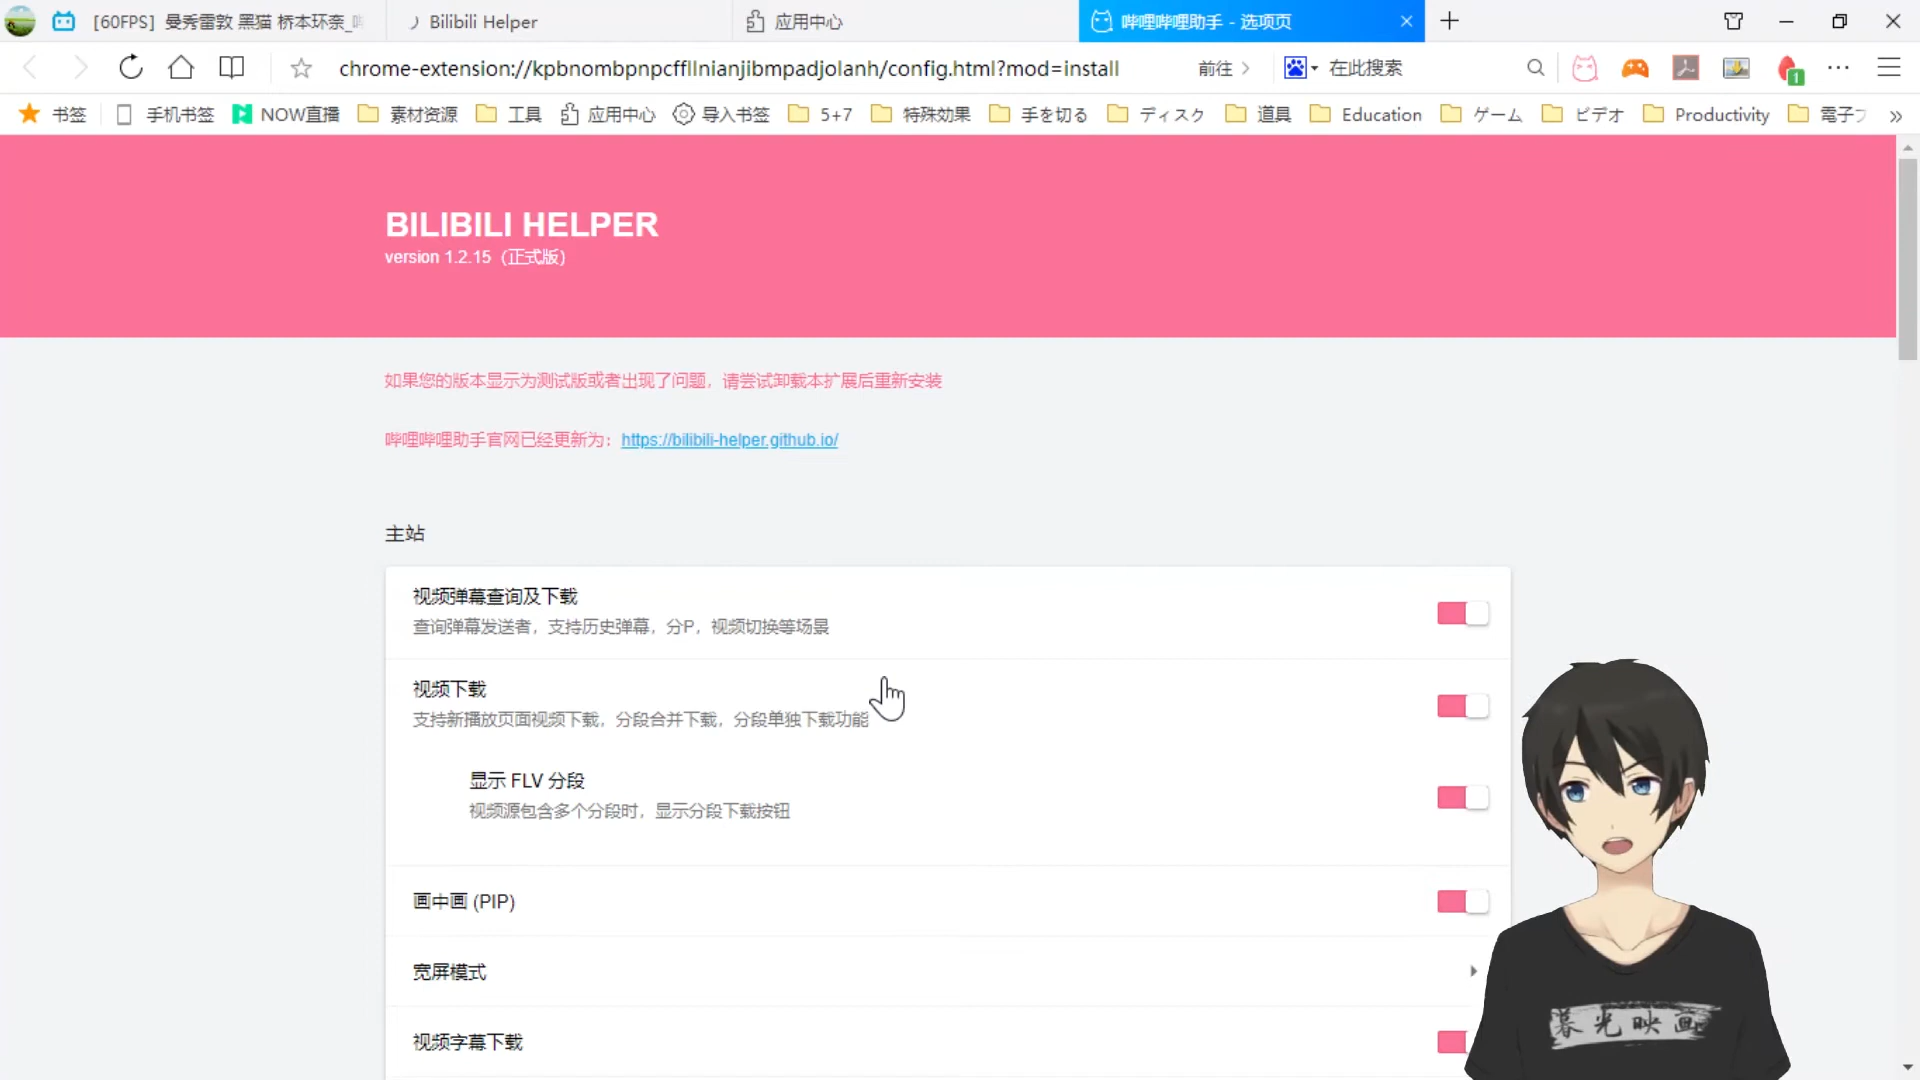 [60FPS] 曼秀雷敦 黑猫 桥本环奈_哔
Bilibili Helper
应用中心
哔哩哔哩助手 - 选项页
chrome-extension://kpbnombpnpcffllnianjibmpadjolanh/config.html?mod=install
前往
在此搜索
1
书签
手机书签
NOW直播
素材资源
工具
应用中心
导入书签
5+7
特殊効果
手を切る
ディスク
道具
Education
ゲーム
ビデオ
Productivity
電子ブ
BILIBILI HELPER
version 1.2.15（正式版）
如果您的版本显示为测试版或者出现了问题，请尝试卸载本扩展后重新安装
哔哩哔哩助手官网已经更新为：https://bilibili-helper.github.io/
主站
视频弹幕查询及下载
查询弹幕发送者，支持历史弹幕，分P，视频切换等场景
视频下载
支持新播放页面视频下载，分段合并下载，分段单独下载功能
显示 FLV 分段
视频源包含多个分段时，显示分段下载按钮
画中画 (PIP)
宽屏模式
视频字幕下载
暮光映画